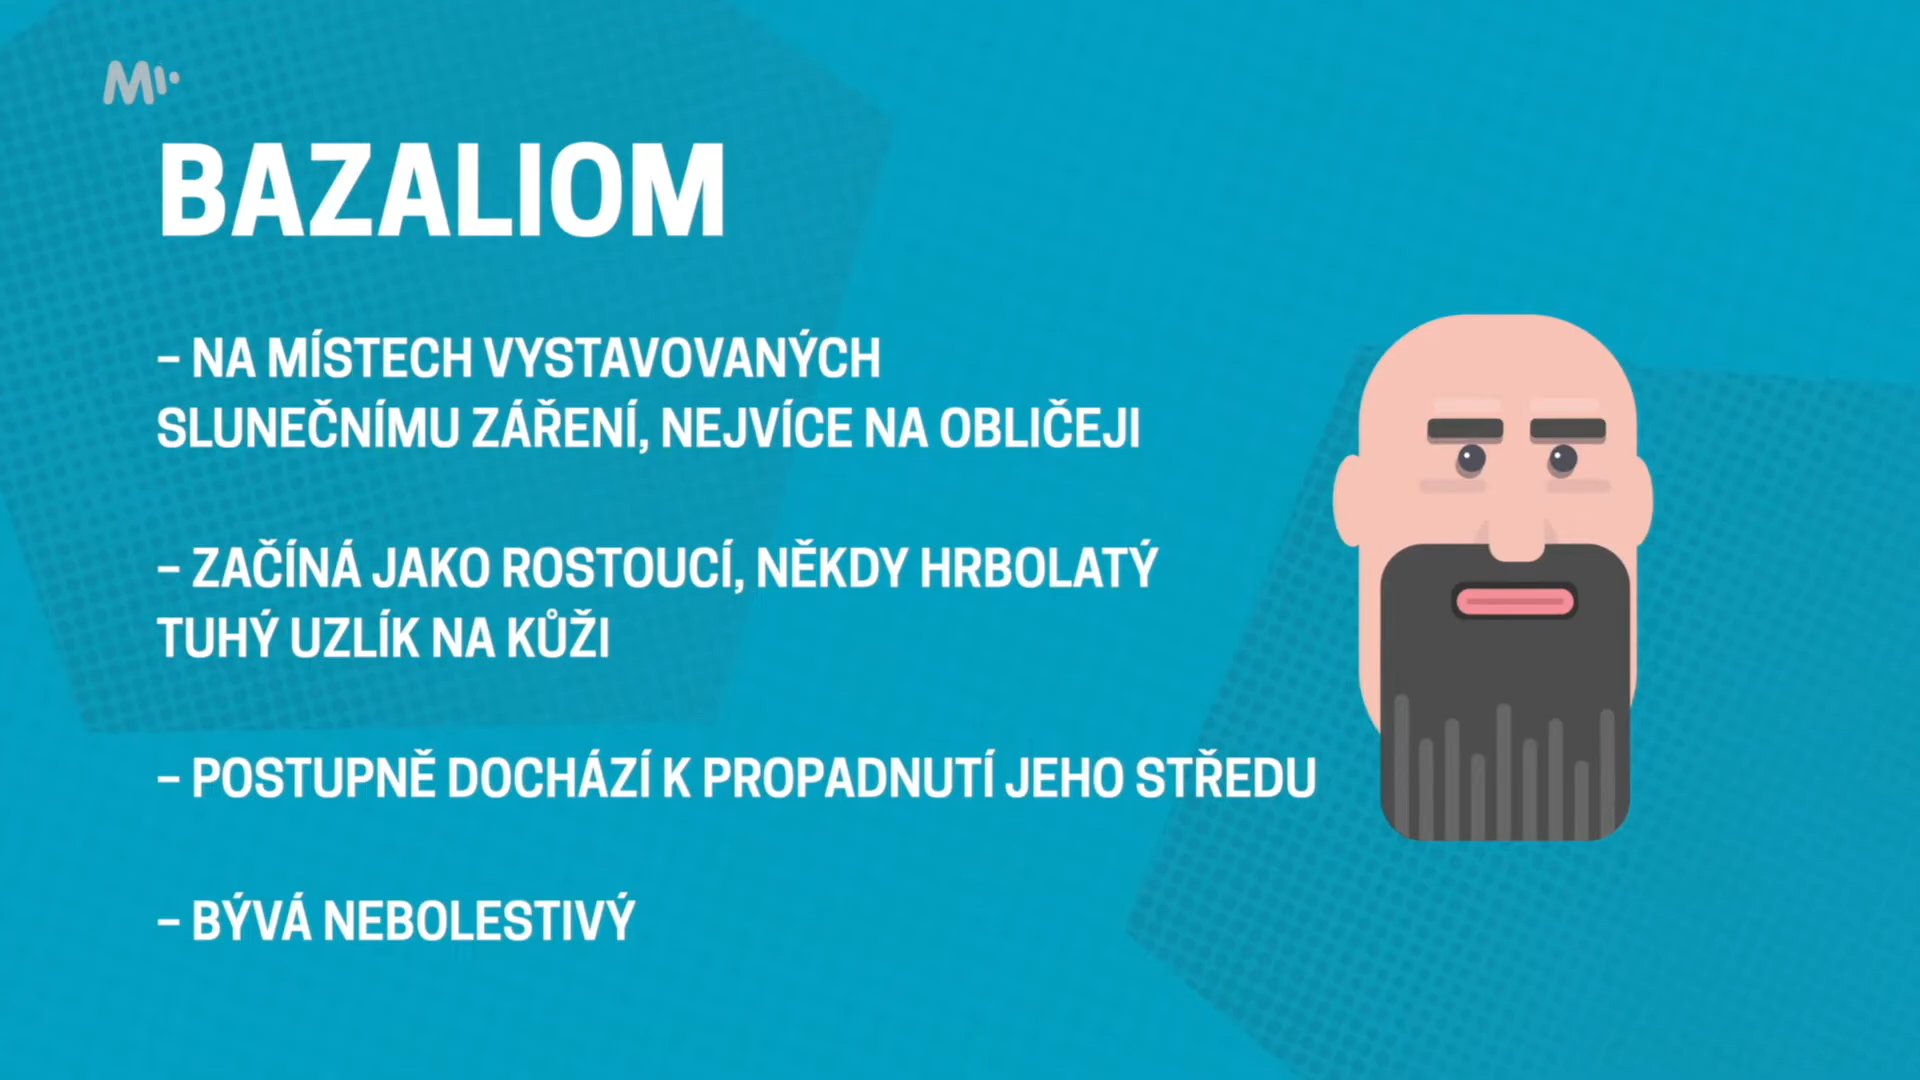 M
BAZALIOM
– NA MÍSTECH VYSTAVOVANÝCH
SLUNEČNÍMU ZÁŘENÍ, NEJVÍCE NA OBLIČEJI
– ZAČÍNÁ JAKO ROSTOUCÍ, NĚKDY HRBOLATÝ
TUHÝ UZLÍK NA KŮŽI
– POSTUPNĚ DOCHÁZÍ K PROPADNUTÍ JEHO STŘEDU
– BÝVÁ NEBOLESTIVÝ